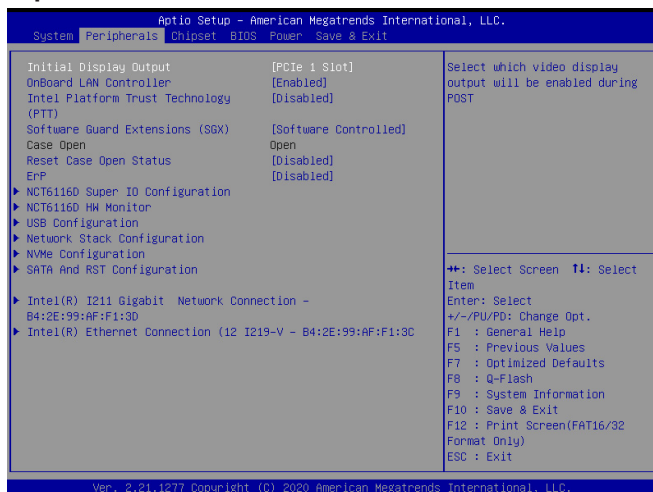 Aptio Setup – American Megatrends International, LLC.
System Peripherals Chipset BIOS Power Save & Exit
Initial Display Output [PCIe 1 Slot]
OnBoard LAN Controller [Enabled]
Intel Platform Trust Technology [Disabled]
(PTT)
Software Guard Extensions (SGX) [Software Controlled]
Case Open Open
Reset Case Open Status [Disabled]
ErP [Disabled]
NCT6116D Super IO Configuration
NCT6116D HW Monitor
USB Configuration
Network Stack Configuration
NVMe Configuration
SATA And RST Configuration
Intel(R) I211 Gigabit  Network Connection –
B4:2E:99:AF:F1:3D
Intel(R) Ethernet Connection (12 I219-V - B4:2E:99:AF:F1:3C
Select which video display
output will be enabled during
POST
→←: Select Screen ↑↓: Select
Item
Enter: Select
+/-/PU/PD: Change Opt.
F1 : General Help
F5 : Previous Values
F7 : Optimized Defaults
F8 : Q-Flash
F9 : System Information
F10 : Save & Exit
F12 : Print Screen(FAT16/32
Format Only)
ESC : Exit
Ver. 2.21.1277 Copyright (C) 2020 American Megatrends International, LLC.